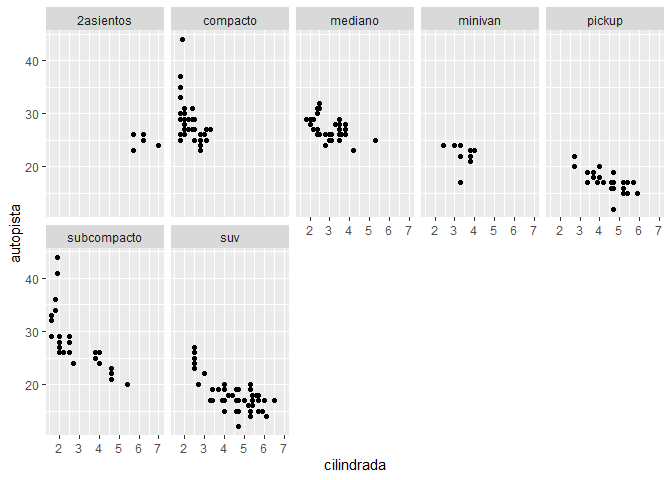 2asientos compacto mediano minivan pickup
40
30
20
2 3 4 5 6 7 2 3 4 5 6 7 2 3 4 5 6 7
subcompacto suv
40
30
20
2 3 4 5 6 7 2 3 4 5 6 7
autopista
cilindrada